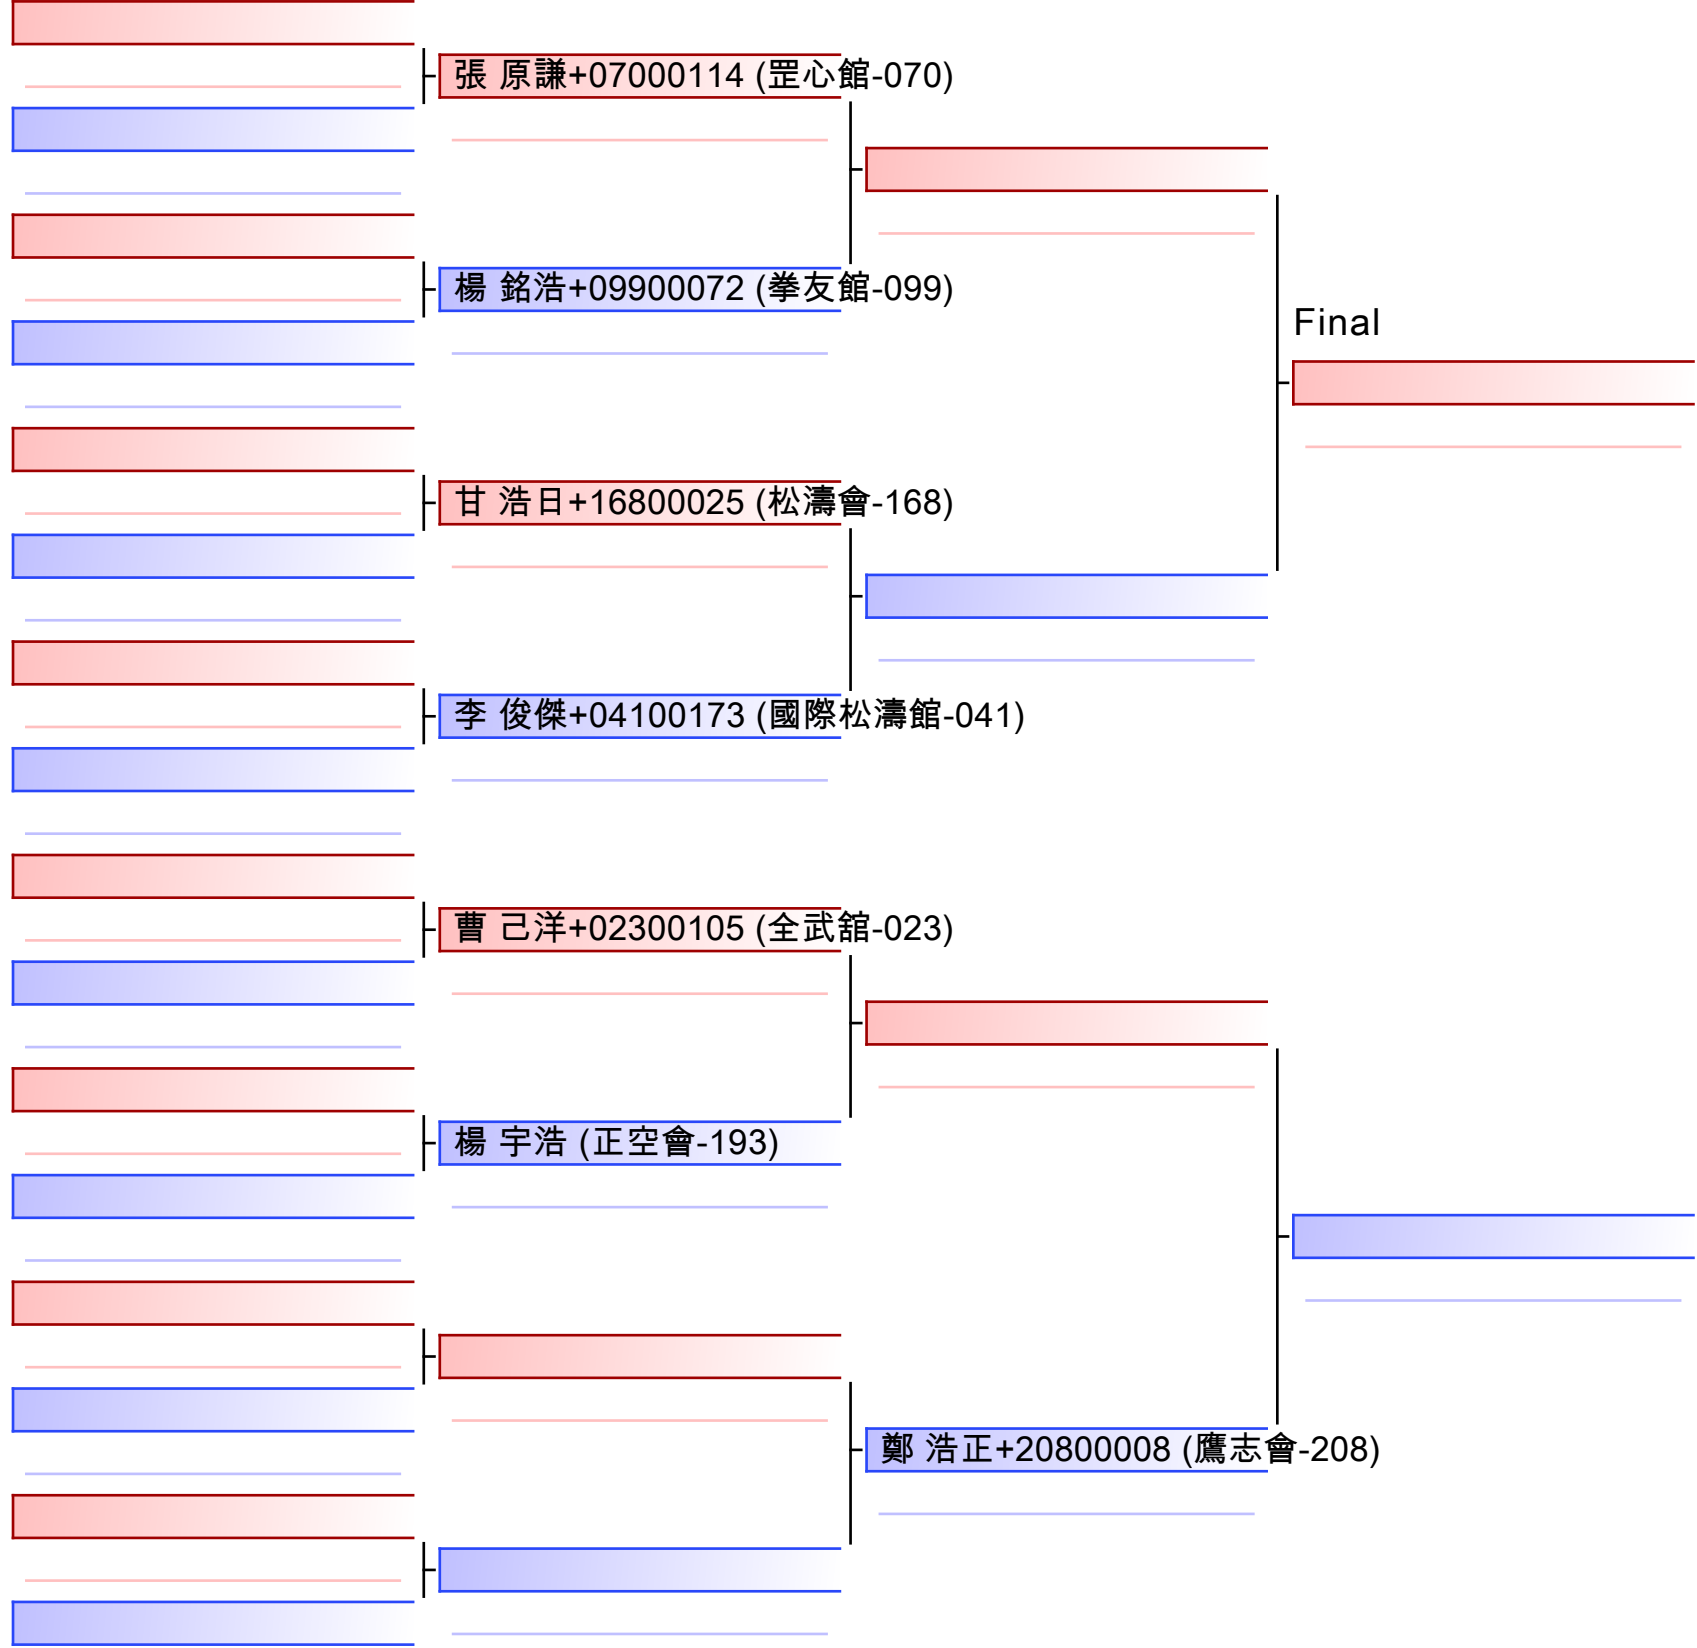 張 原謙+07000114 (罡心館-070)
楊 銘浩+09900072 (拳友館-099)
Final
甘 浩日+16800025 (松濤會-168)
李 俊傑+04100173 (國際松濤館-041)
曹 己洋+02300105 (全武舘-023)
楊 宇浩 (正空會-193)
鄭 浩正+20800008 (鷹志會-208)